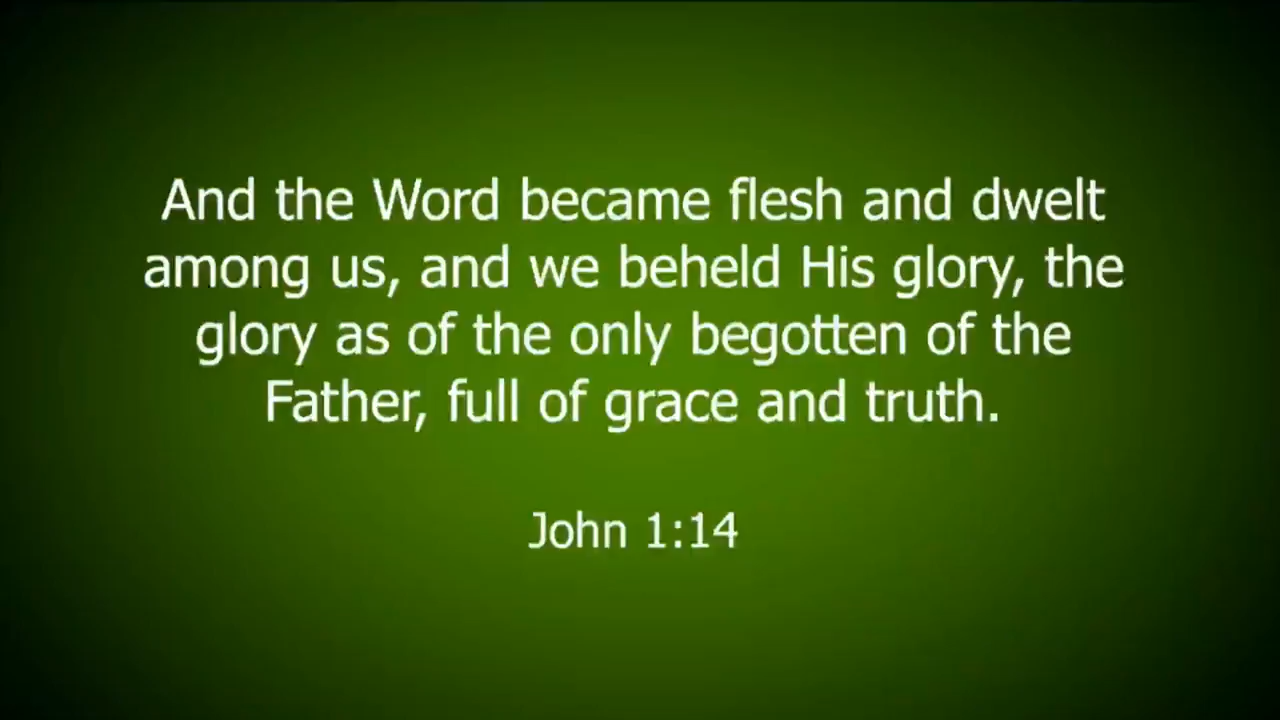 And the Word became flesh and dwelt
among us, and we beheld His glory, the
glory as of the only begotten of the
Father, full of grace and truth.
John 1:14